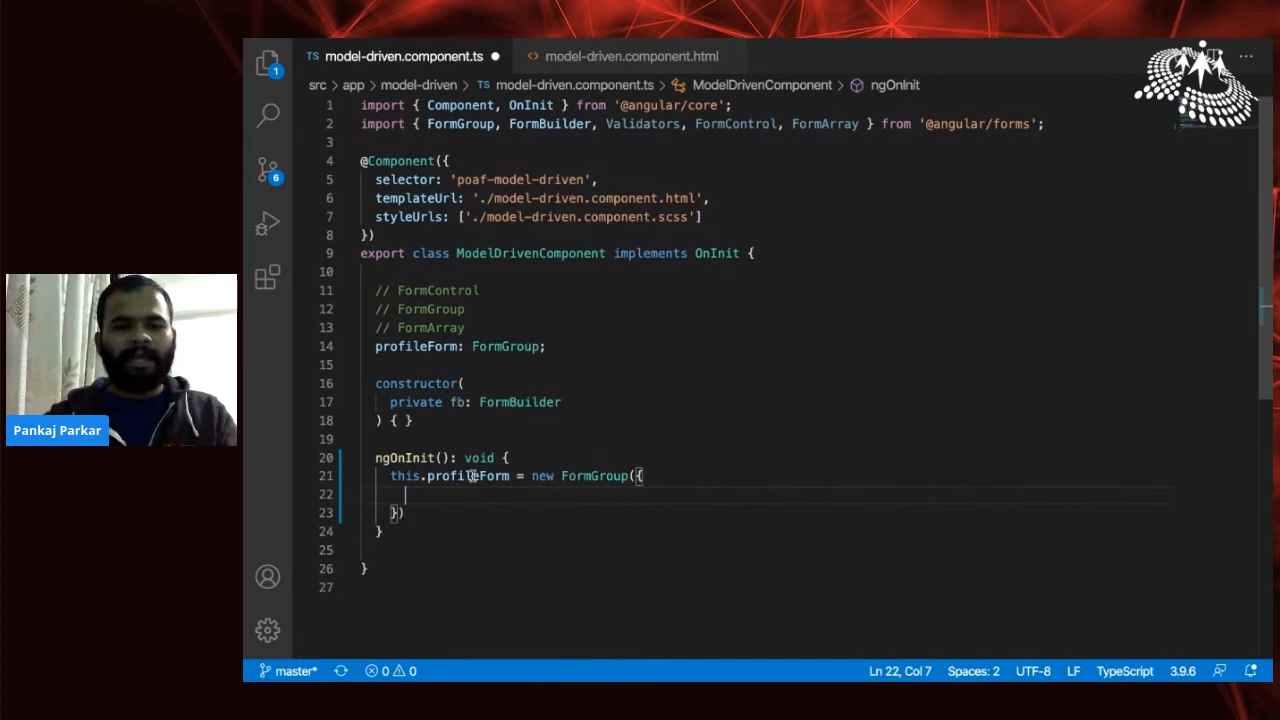 TS model-driven.component.ts ● <> model-driven.component.html ···
src > app > model-driven > TS model-driven.component.ts > ModelDrivenComponent > ngOnInit
1 import { Component, OnInit } from '@angular/core';
2 import { FormGroup, FormBuilder, Validators, FormControl, FormArray } from '@angular/forms';
3
4 @Component({
5 selector: 'poaf-model-driven',
6 templateUrl: './model-driven.component.html',
7 styleUrls: ['./model-driven.component.scss']
8 })
9 export class ModelDrivenComponent implements OnInit {
10
11 // FormControl
12 // FormGroup
13 // FormArray
14 profileForm: FormGroup;
15
16 constructor(
17 private fb: FormBuilder
18 ) { }
19
20 ngOnInit(): void {
21 this.profileForm = new FormGroup({
22
23 })
24 }
25
26 }
27
1
6
Pankaj Parkar
master* 0 0 Ln 22, Col 7 Spaces: 2 UTF-8 LF TypeScript 3.9.6